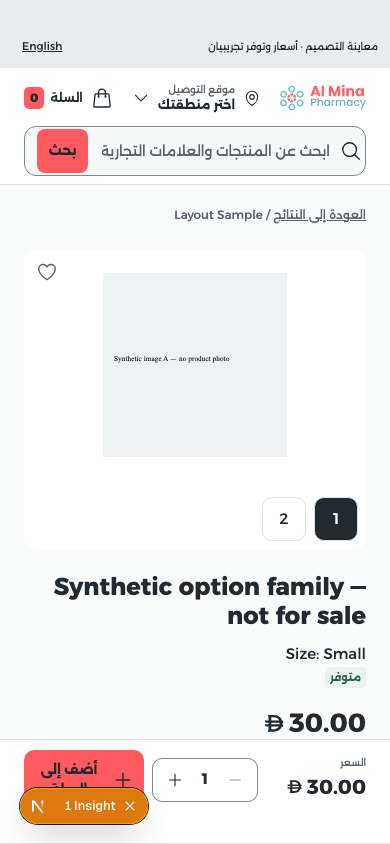 معاينة التصميم · أسعار وتوفر تجريبيان
English
Al Mina
Pharmacy
موقع التوصيل
اختر منطقتك
السلة
0
ابحث عن المنتجات والعلامات التجارية
بحث
العودة إلى النتائج / Layout Sample
Synthetic image A — no product photo
1
2
Synthetic option family —
not for sale
Size: Small
متوفر
30.00
السعر
30.00
1
أضف إلى
1 Insight